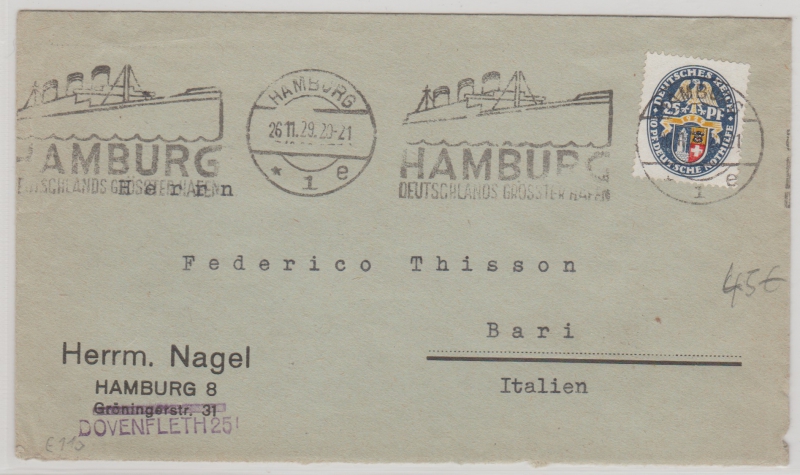 HAMBURG
DEUTSCHLANDS GRÖSSTER HAFEN
HAMBURG
26.11.29.20-21
* 1 e
HAMBURG
DEUTSCHLANDS GRÖSSTER HAFEN
DEUTSCHES REICH
25 PF
DEUTSCHE NOTHILFE
1 e
Herrn
Federico Thisson
Bari
Italien
45€
Herrm. Nagel
HAMBURG 8
Gröningerstr. 31
DOVENFLETH 25!